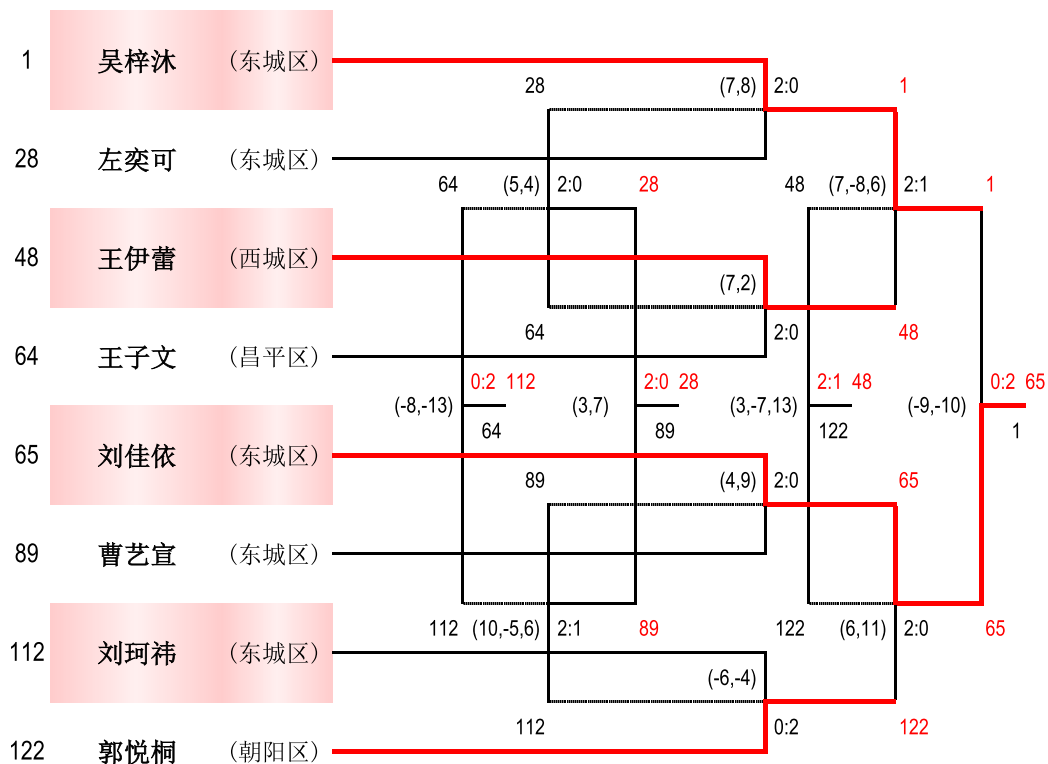 1 吴梓沐 (东城区)
28 (7,8) 2:0 1
28 左奕可 (东城区)
64 (5,4) 2:0 28 48 (7,-8,6) 2:1 1
48 王伊蕾 (西城区)
(7,2)
64 2:0 48
64 王子文 (昌平区)
0:2 112 2:0 28 2:1 48 0:2 65
(-8,-13) (3,7) (3,-7,13) (-9,-10)
64 89 122 1
65 刘佳依 (东城区)
89 (4,9) 2:0 65
89 曹艺宣 (东城区)
112 (10,-5,6) 2:1 89 122 (6,11) 2:0 65
112 刘珂祎 (东城区)
(-6,-4)
112 0:2 122
122 郭悦桐 (朝阳区)